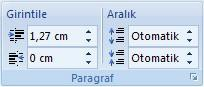 Girintile Aralık
1,27 cm Otomatik
0 cm Otomatik
Paragraf